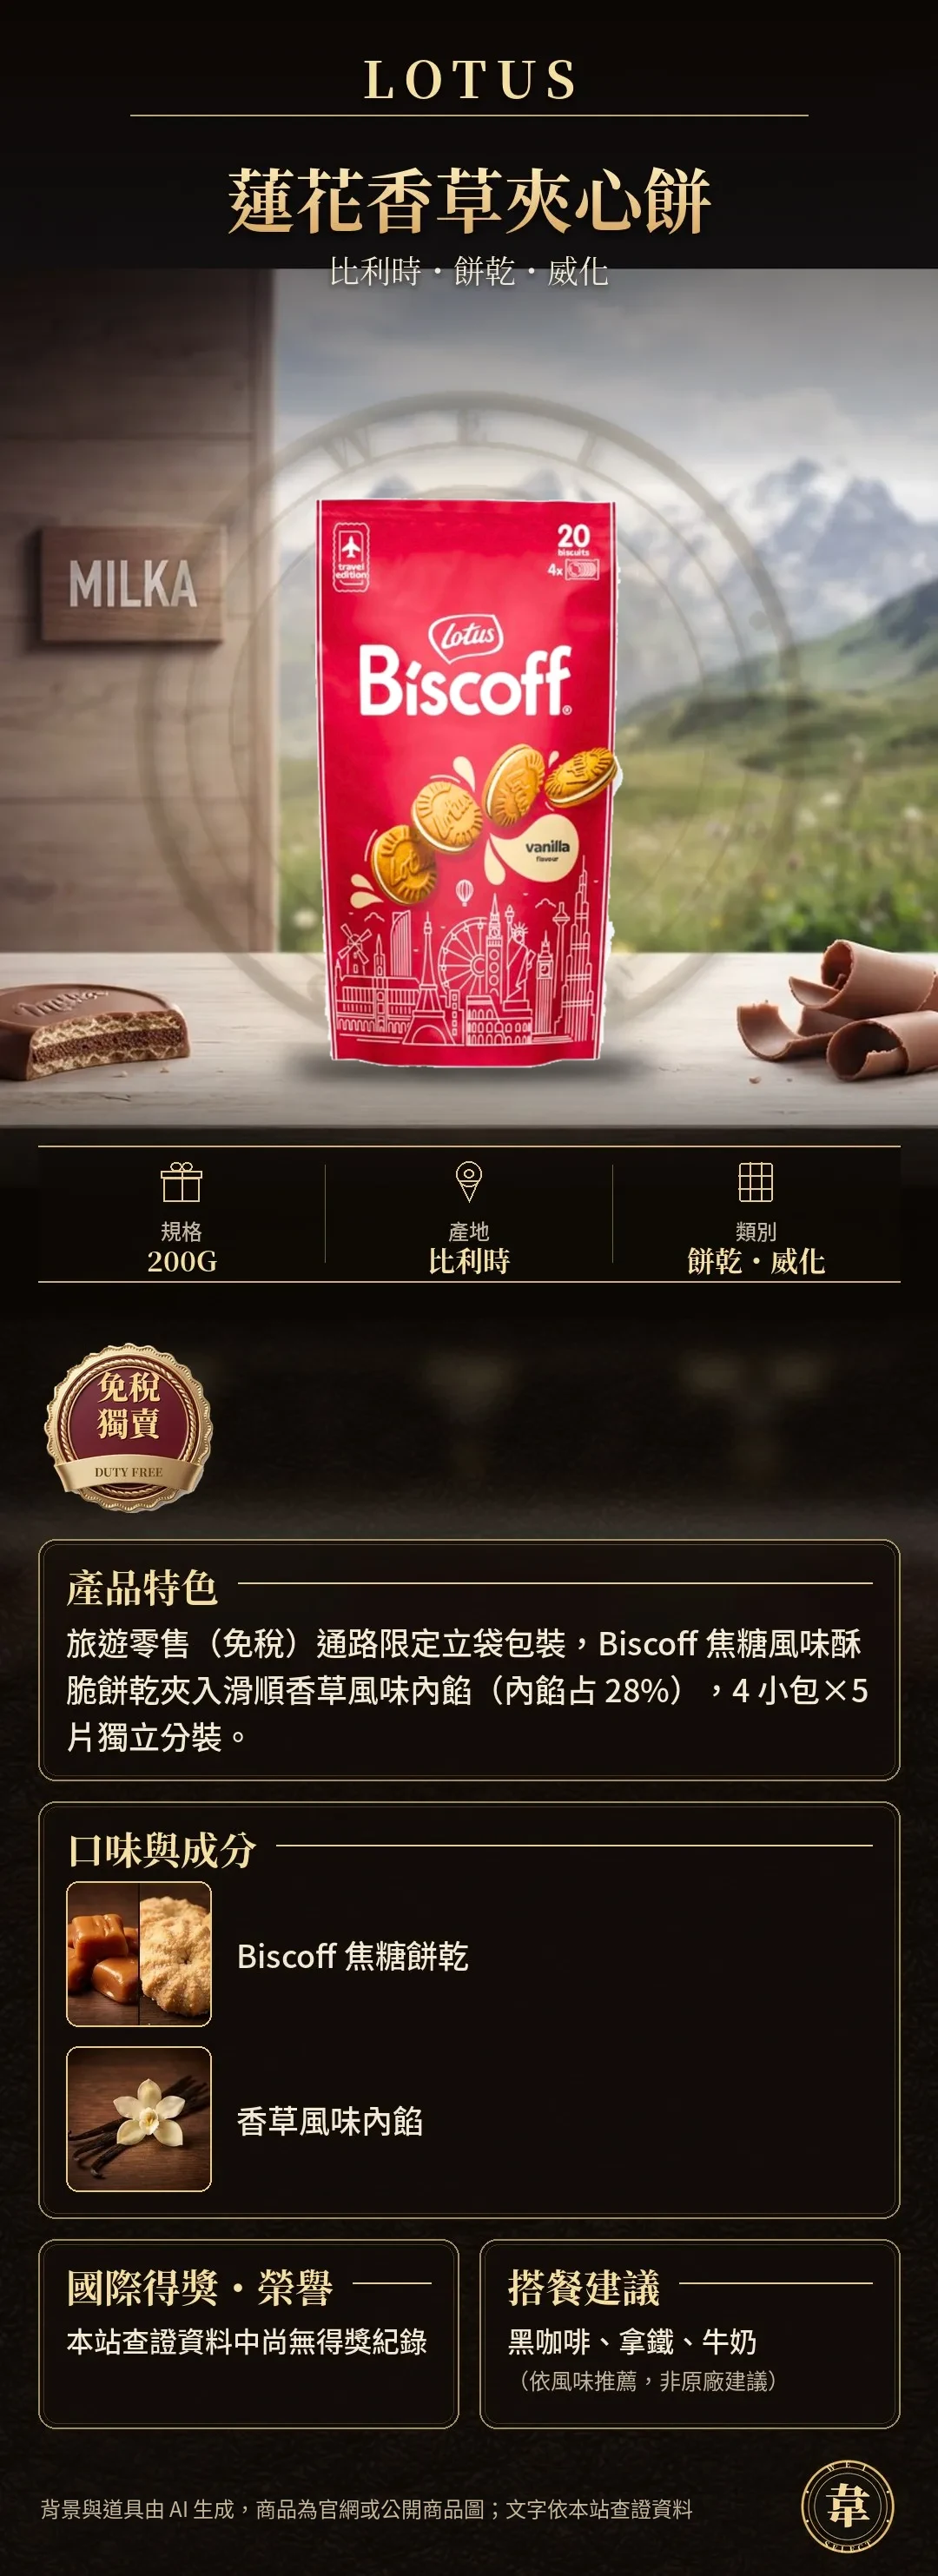 LOTUS
蓮花香草夾心餅
比利時・餅乾・威化
W E I
MILKA
travel
edition
20
biscuits
4x
Lotus
Biscoff®
vanilla
flavour
規格
200G
產地
比利時
類別
餅乾・威化
免稅
獨賣
DUTY FREE
產品特色
旅遊零售（免稅）通路限定立袋包裝，Biscoff 焦糖風味酥
脆餅乾夾入滑順香草風味內餡（內餡占 28%），4 小包×5
片獨立分裝。
口味與成分
Biscoff 焦糖餅乾
香草風味內餡
國際得獎・榮譽
本站查證資料中尚無得獎紀錄
搭餐建議
黑咖啡、拿鐵、牛奶
（依風味推薦，非原廠建議）
背景與道具由 AI 生成，商品為官網或公開商品圖；文字依本站查證資料
WEI
韋
SELECT